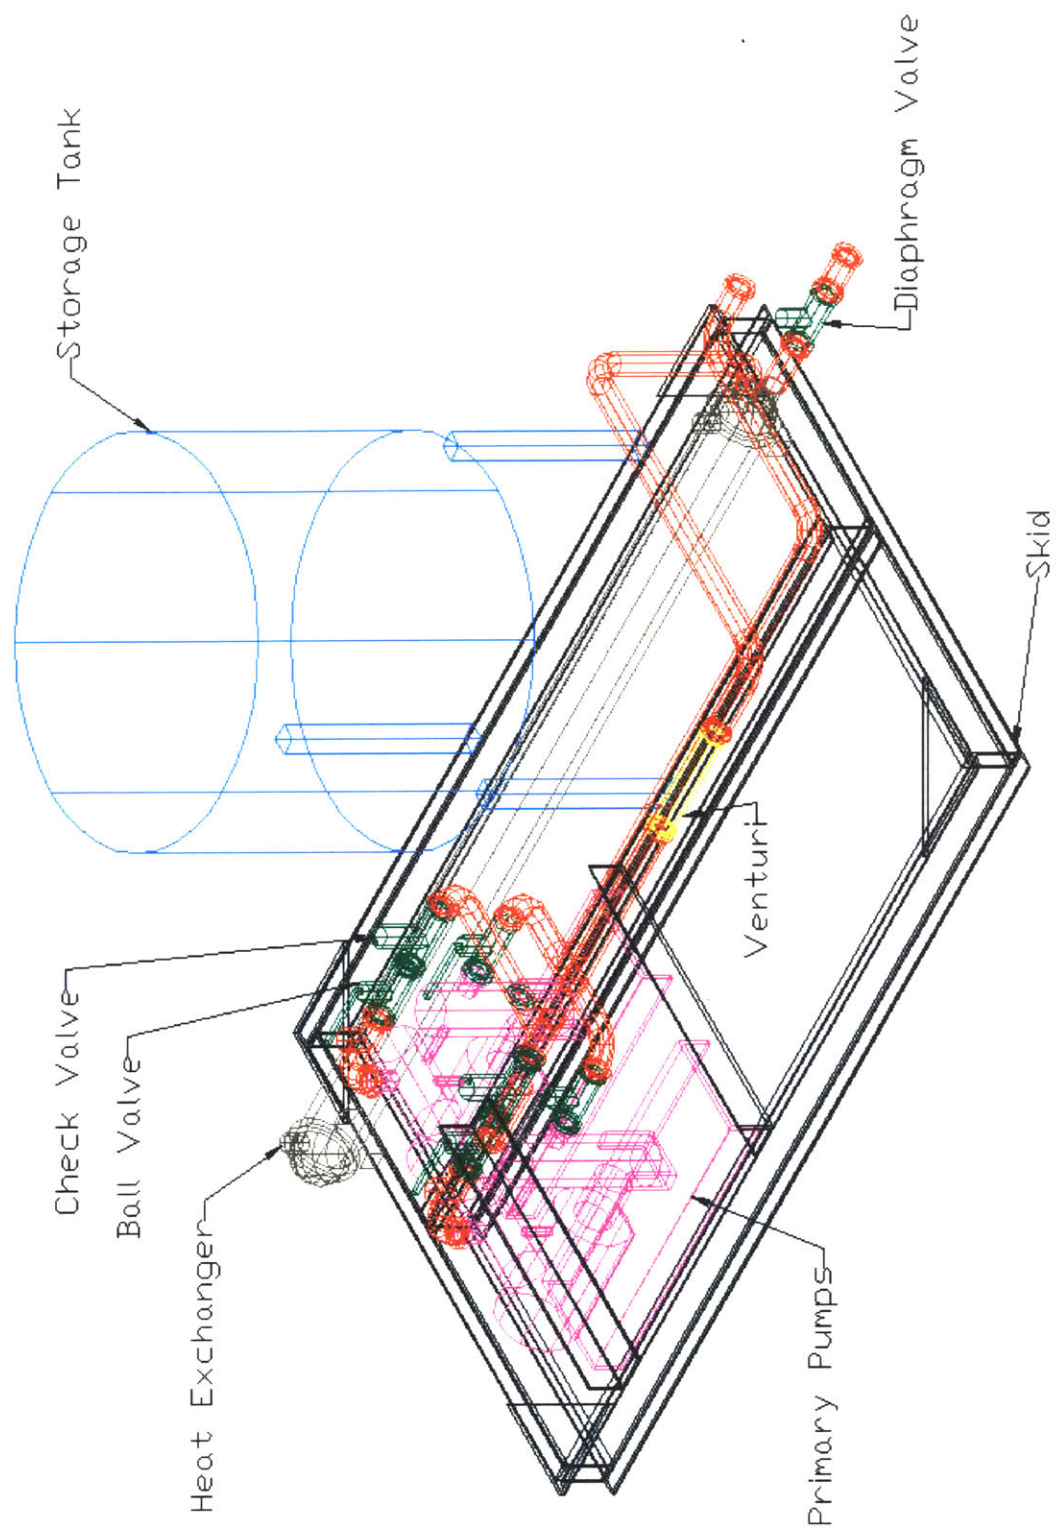 Storage Tank
Diaphragm Valve
Check Valve
Ball Valve
Heat Exchanger
Venturi
Skid
Primary Pumps